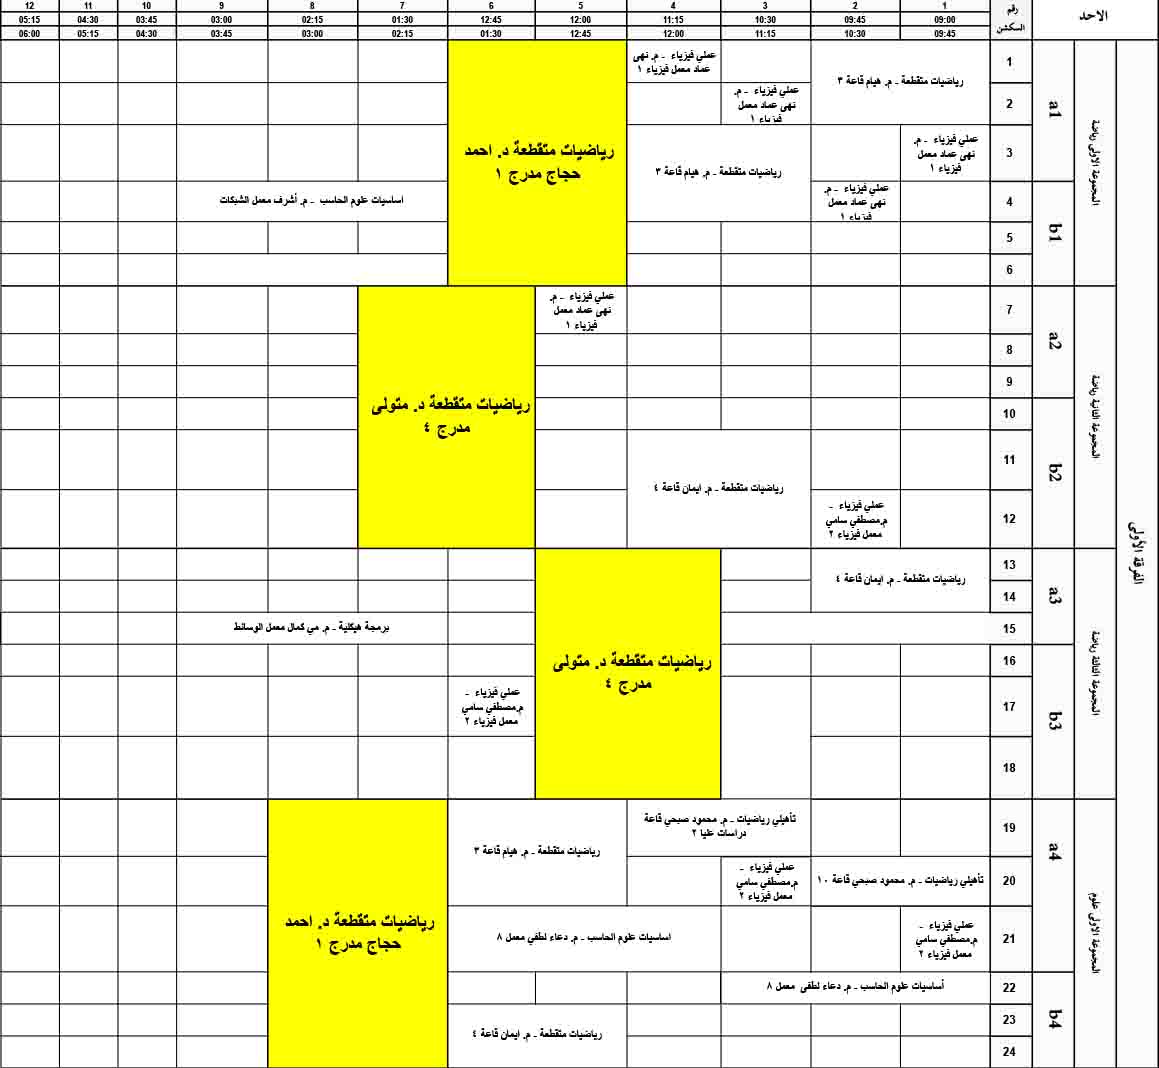 الاحد
رقم
السكشن
1 2 3 4 5 6 7 8 9 10 11 12
09:00 09:45 10:30 11:15 12:00 12:45 01:30 02:15 03:00 03:45 04:30 05:15
09:45 10:30 11:15 12:00 12:45 01:30 02:15 03:00 03:45 04:30 05:15 06:00
الفرقة الأولى
المجموعة الاولى رياضة
a1
1
رياضيات متقطعة - م. هيام قاعة ٣
عملي فيزياء - م. نهى
عماد معمل فيزياء ١
رياضيات متقطعة د. احمد
حجاج مدرج ١
2
عملي فيزياء - م.
نهى عماد معمل
فيزياء ١
3
عملي فيزياء - م.
نهى عماد معمل
فيزياء ١
رياضيات متقطعة - م. هيام قاعة ٣
b1
4
عملي فيزياء - م.
نهى عماد معمل
فيزياء ١
اساسيات علوم الحاسب - م. أشرف معمل الشبكات
5
6
المجموعة الثانية رياضة
a2
7
عملي فيزياء - م.
نهى عماد معمل
فيزياء ١
رياضيات متقطعة د. متولى
مدرج ٤
8
9
b2
10
11
رياضيات متقطعة - م. ايمان قاعة ٤
12
عملي فيزياء -
م.مصطفي سامي
معمل فيزياء ٢
المجموعة الثالثة رياضة
a3
13
رياضيات متقطعة - م. ايمان قاعة ٤
رياضيات متقطعة د. متولى
مدرج ٤
14
15
برمجة هيكلية - م. مي كمال معمل الوسائط
b3
16
17
عملي فيزياء -
م.مصطفي سامي
معمل فيزياء ٢
18
المجموعة الاولى علوم
a4
19
تأهيلي رياضيات - م. محمود صبحي قاعة
دراسات عليا ٢
رياضيات متقطعة - م. هيام قاعة ٣
رياضيات متقطعة د. احمد
حجاج مدرج ١
20
تأهيلي رياضيات - م. محمود صبحي قاعة ١٠
عملي فيزياء -
م.مصطفي سامي
معمل فيزياء ٢
21
عملي فيزياء -
م.مصطفي سامي
معمل فيزياء ٢
اساسيات علوم الحاسب - م. دعاء لطفي معمل ٨
b4
22
أساسيات علوم الحاسب - م. دعاء لطفى معمل ٨
23
رياضيات متقطعة - م. ايمان قاعة ٤
24